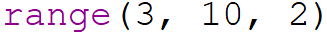 range(3, 10, 2)